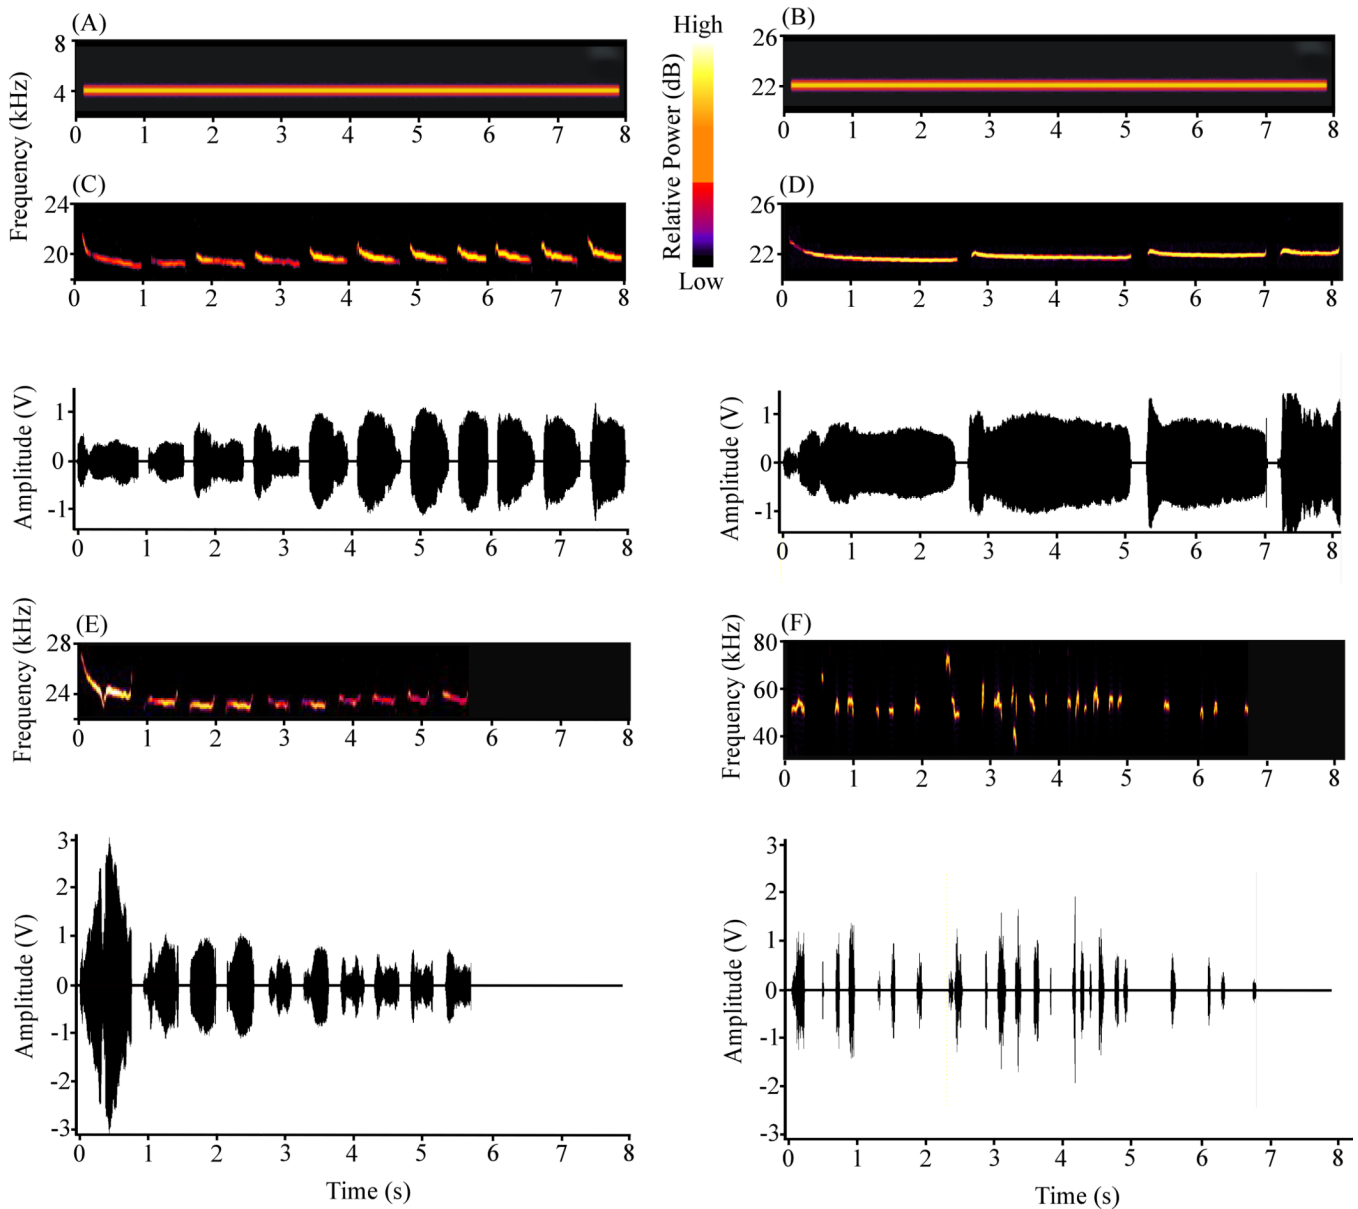 (A)
High
(B)
Frequency (kHz)
8
4
0 1 2 3 4 5 6 7 8
Relative Power (dB)
26
22
0 1 2 3 4 5 6 7 8
(C)
24
20
0 1 2 3 4 5 6 7 8
Low
(D)
26
22
0 1 2 3 4 5 6 7 8
Amplitude (V)
1
0
-1
0 1 2 3 4 5 6 7 8
Amplitude (V)
1
0
-1
0 1 2 3 4 5 6 7 8
(E)
Frequency (kHz)
28
24
0 1 2 3 4 5 6 7 8
(F)
Frequency (kHz)
80
60
40
0 1 2 3 4 5 6 7 8
Amplitude (V)
3
2
1
0
-1
-2
-3
0 1 2 3 4 5 6 7 8
Time (s)
Amplitude (V)
3
2
1
0
-1
-2
-3
0 1 2 3 4 5 6 7 8
Time (s)